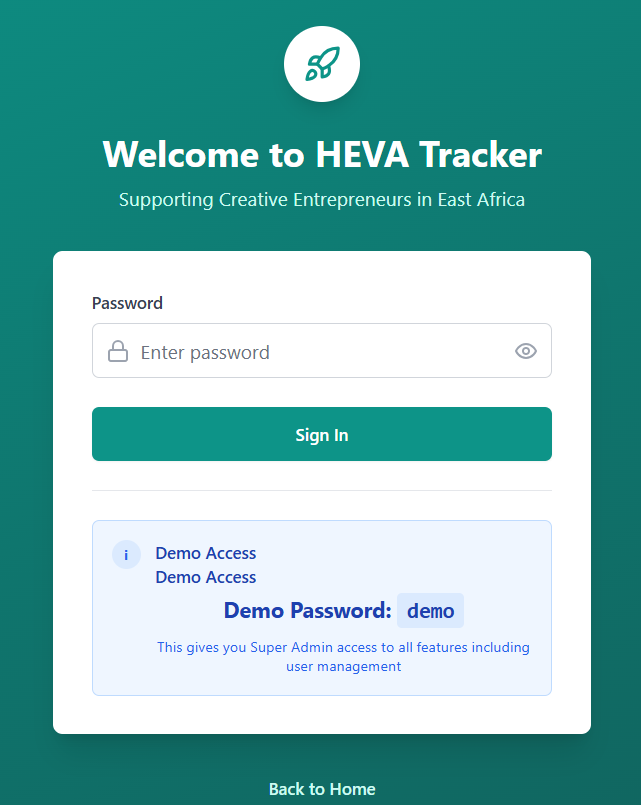 Welcome to HEVA Tracker
Supporting Creative Entrepreneurs in East Africa
Password
Enter password
Sign In
i
Demo Access
Demo Access
Demo Password: demo
This gives you Super Admin access to all features including
user management
Back to Home